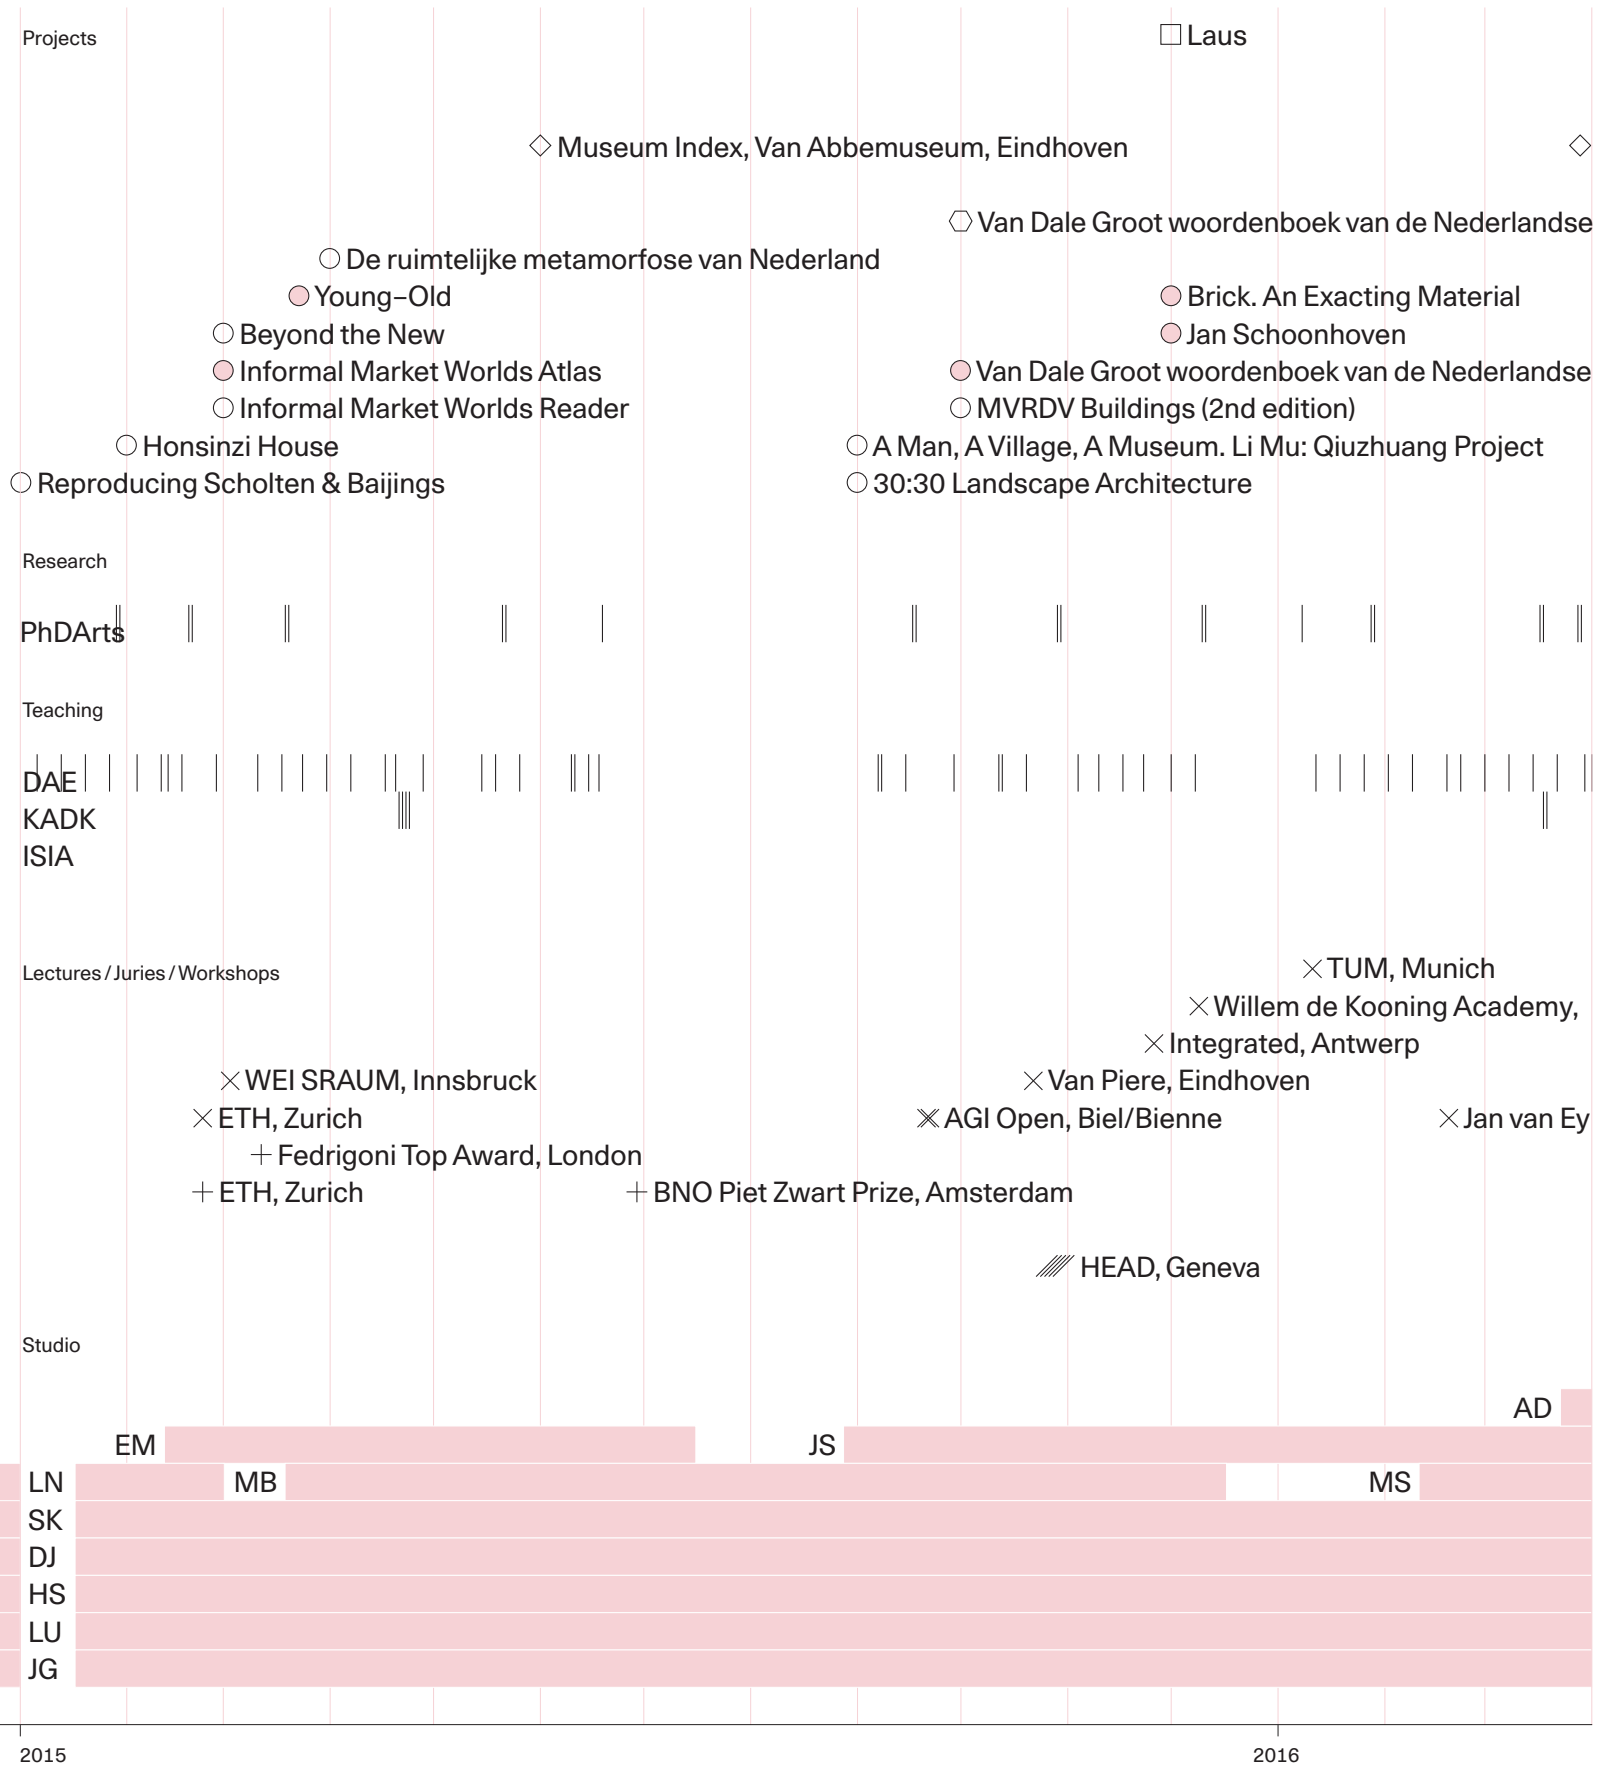 Projects
Laus
Museum Index, Van Abbemuseum, Eindhoven
Van Dale Groot woordenboek van de Nederlandse
De ruimtelijke metamorfose van Nederland
Young–Old
Brick. An Exacting Material
Beyond the New
Jan Schoonhoven
Informal Market Worlds Atlas
Van Dale Groot woordenboek van de Nederlandse
Informal Market Worlds Reader
MVRDV Buildings (2nd edition)
Honsinzi House
A Man, A Village, A Museum. Li Mu: Qiuzhuang Project
Reproducing Scholten & Baijings
30:30 Landscape Architecture
Research
PhDArts
Teaching
DAE
KADK
ISIA
Lectures / Juries / Workshops
TUM, Munich
Willem de Kooning Academy,
Integrated, Antwerp
WEI SRAUM, Innsbruck
Van Piere, Eindhoven
ETH, Zurich
AGI Open, Biel/Bienne
Jan van Ey
Fedrigoni Top Award, London
ETH, Zurich
BNO Piet Zwart Prize, Amsterdam
HEAD, Geneva
Studio
AD
EM
JS
LN
MB
MS
SK
DJ
HS
LU
JG
2015
2016